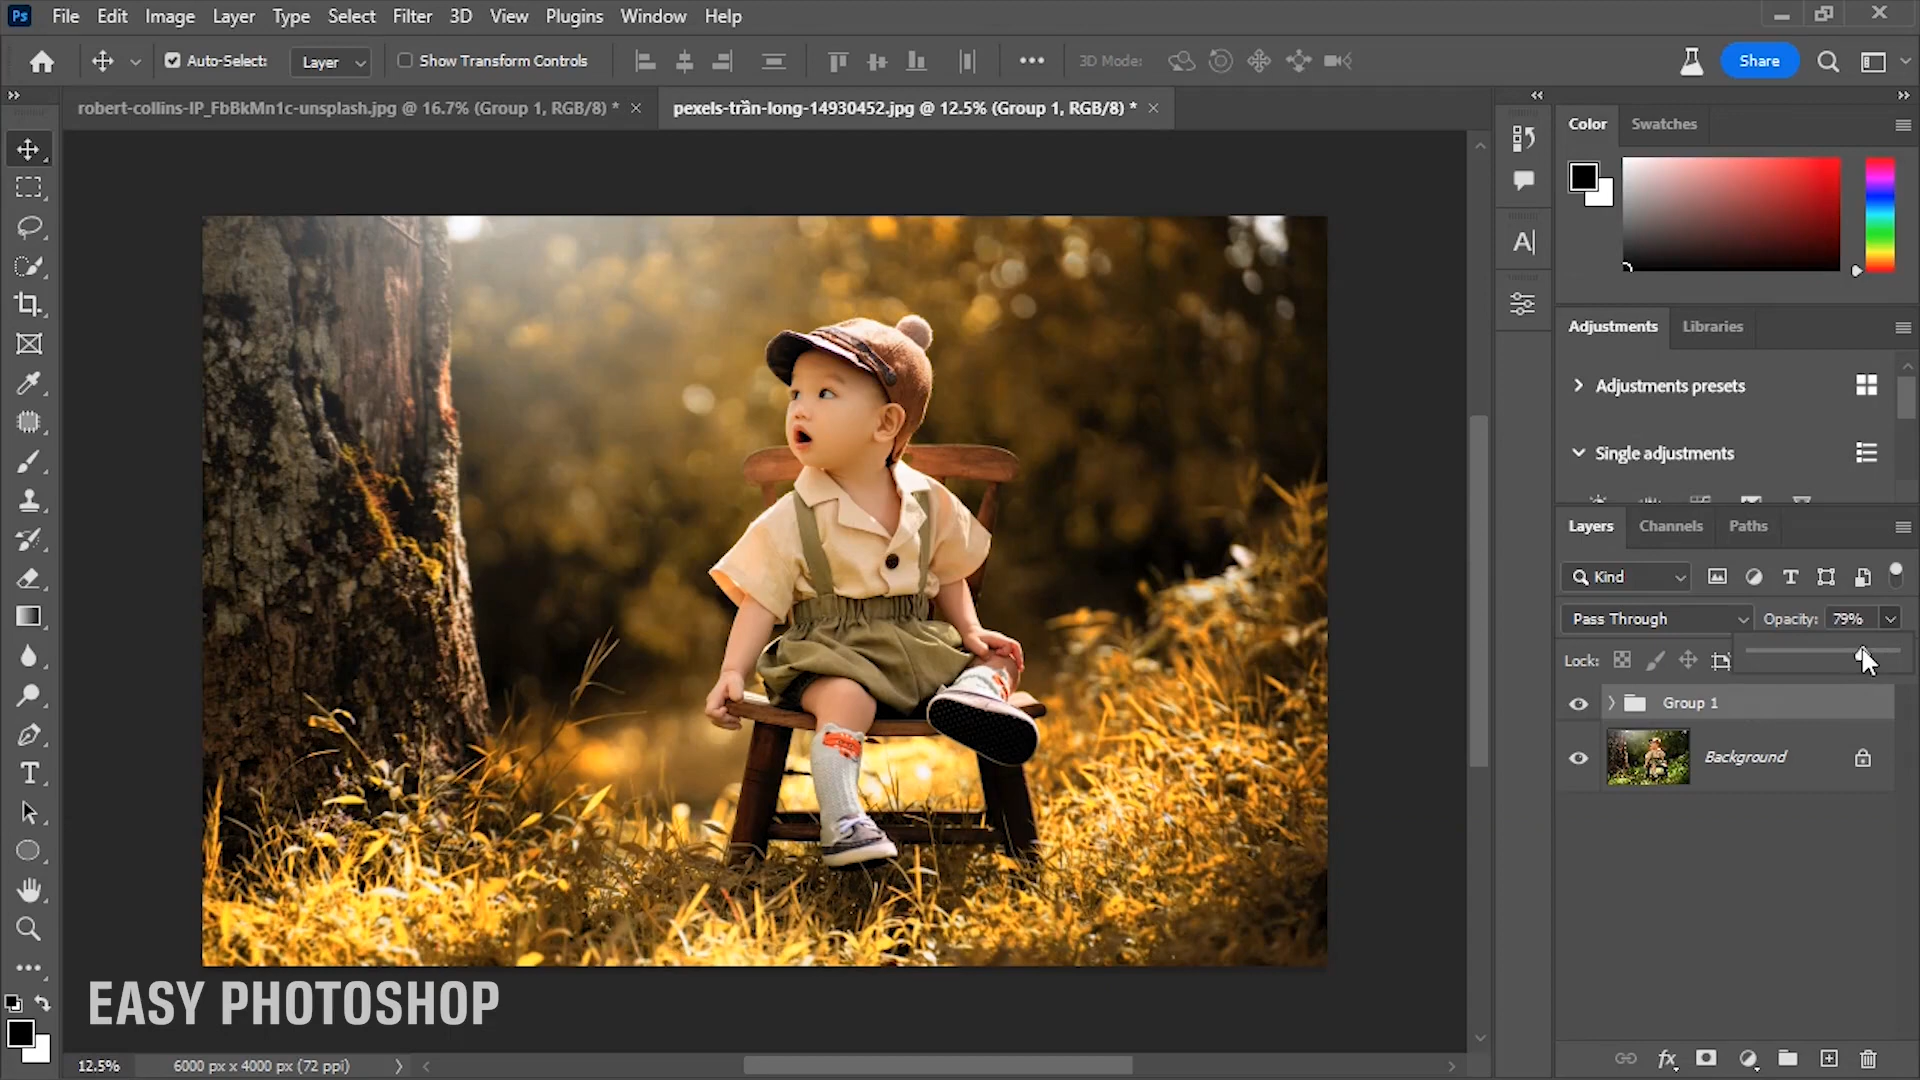 Ps File Edit Image Layer Type Select Filter 3D View Plugins Window Help
Auto-Select: Layer Show Transform Controls 3D Mode: Share
robert-collins-IP_FbBkMn1c-unsplash.jpg @ 16.7% (Group 1, RGB/8) * pexels-trần-long-14930452.jpg @ 12.5% (Group 1, RGB/8) *
Color Swatches
Adjustments Libraries
Adjustments presets
Single adjustments
Layers Channels Paths
Kind
Pass Through Opacity: 79%
Lock:
Group 1
Background
EASY PHOTOSHOP
12.5% 6000 px x 4000 px (72 ppi)